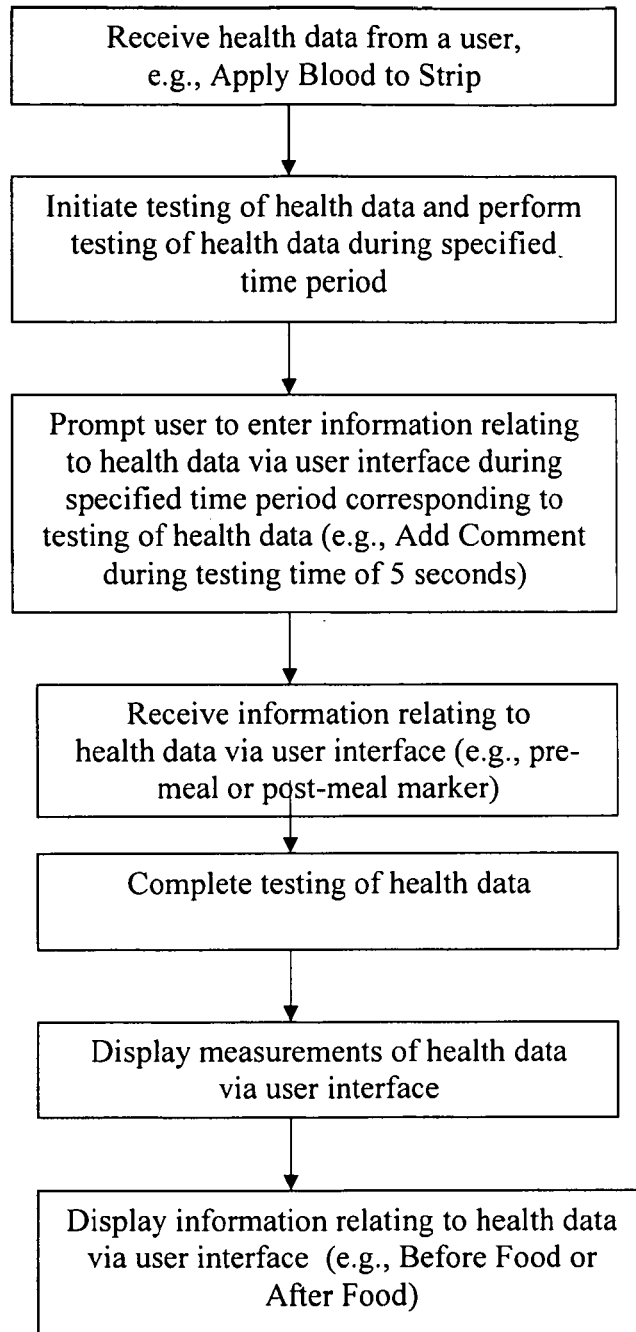 Receive health data from a user,
e.g., Apply Blood to Strip
Initiate testing of health data and perform
testing of health data during specified
time period
Prompt user to enter information relating
to health data via user interface during
specified time period corresponding to
testing of health data (e.g., Add Comment
during testing time of 5 seconds)
Receive information relating to
health data via user interface (e.g., pre-
meal or post-meal marker)
Complete testing of health data
Display measurements of health data
via user interface
Display information relating to health data
via user interface (e.g., Before Food or
After Food)